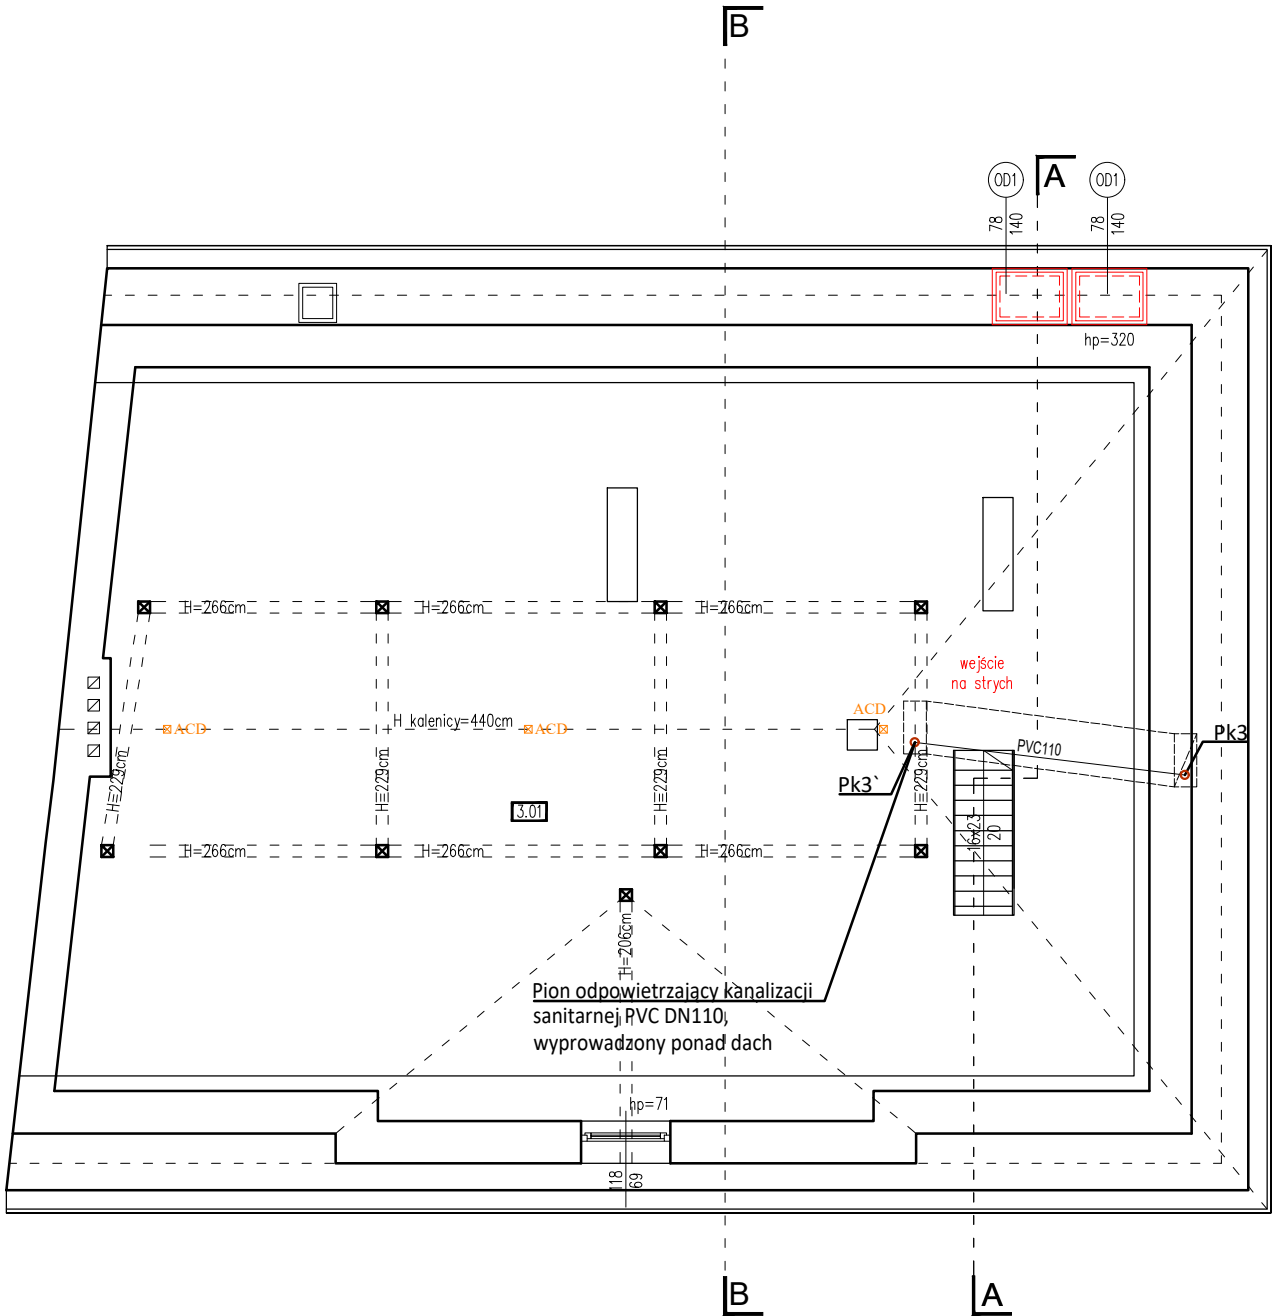 B
A
OD1
OD1
78
140
78
140
hp=320
H=266cm
H=266cm
H=266cm
wejście
na strych
ACD
H kalenicy=440cm
ACD
ACD
PVC110
Pk3
Pk3`
H=229cm
H=229cm
H=229cm
H=229cm
3.01
16x23
20
H=266cm
H=266cm
H=266cm
H=206cm
Pion odpowietrzający kanalizacji
sanitarnej PVC DN110,
wyprowadzony ponad dach
hp=71
118
69
B
A